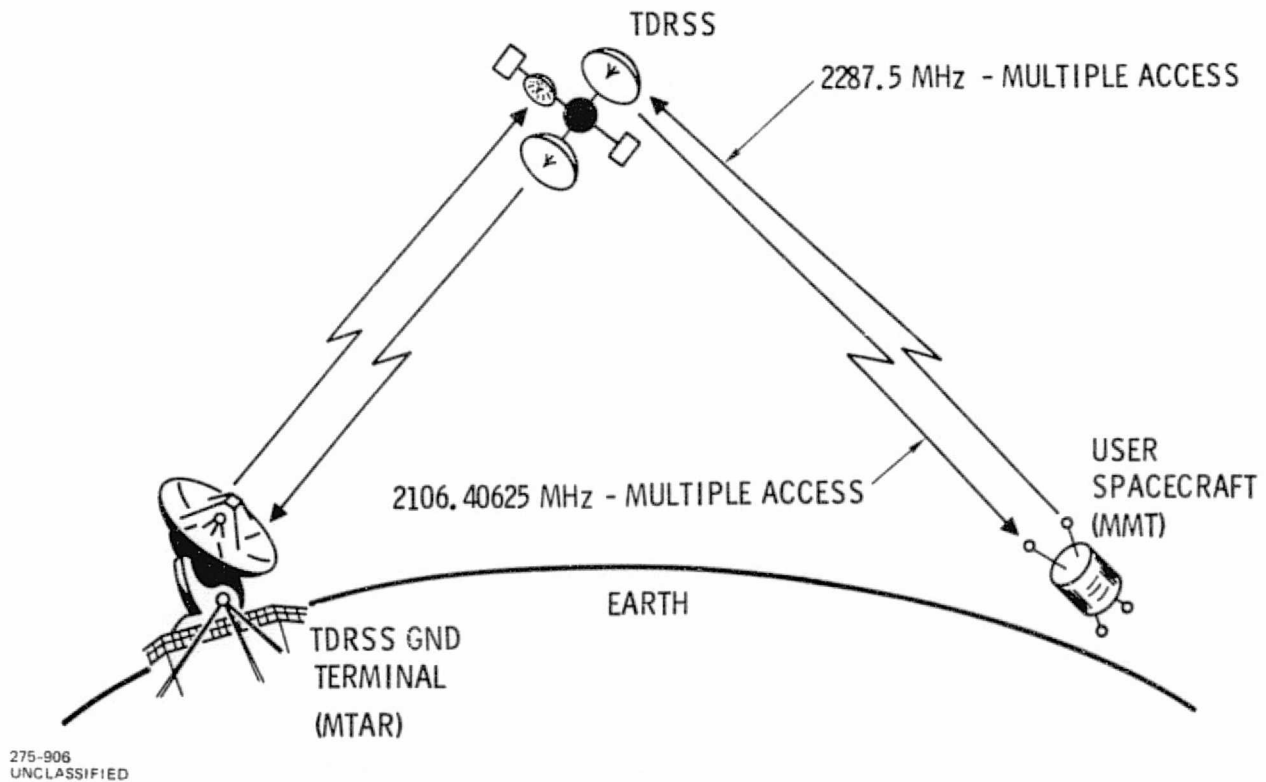 TDRSS
2287.5 MHz - MULTIPLE ACCESS
2106.40625 MHz - MULTIPLE ACCESS
USER
SPACECRAFT
(MMT)
EARTH
TDRSS GND
TERMINAL
(MTAR)
275-906
UNCLASSIFIED